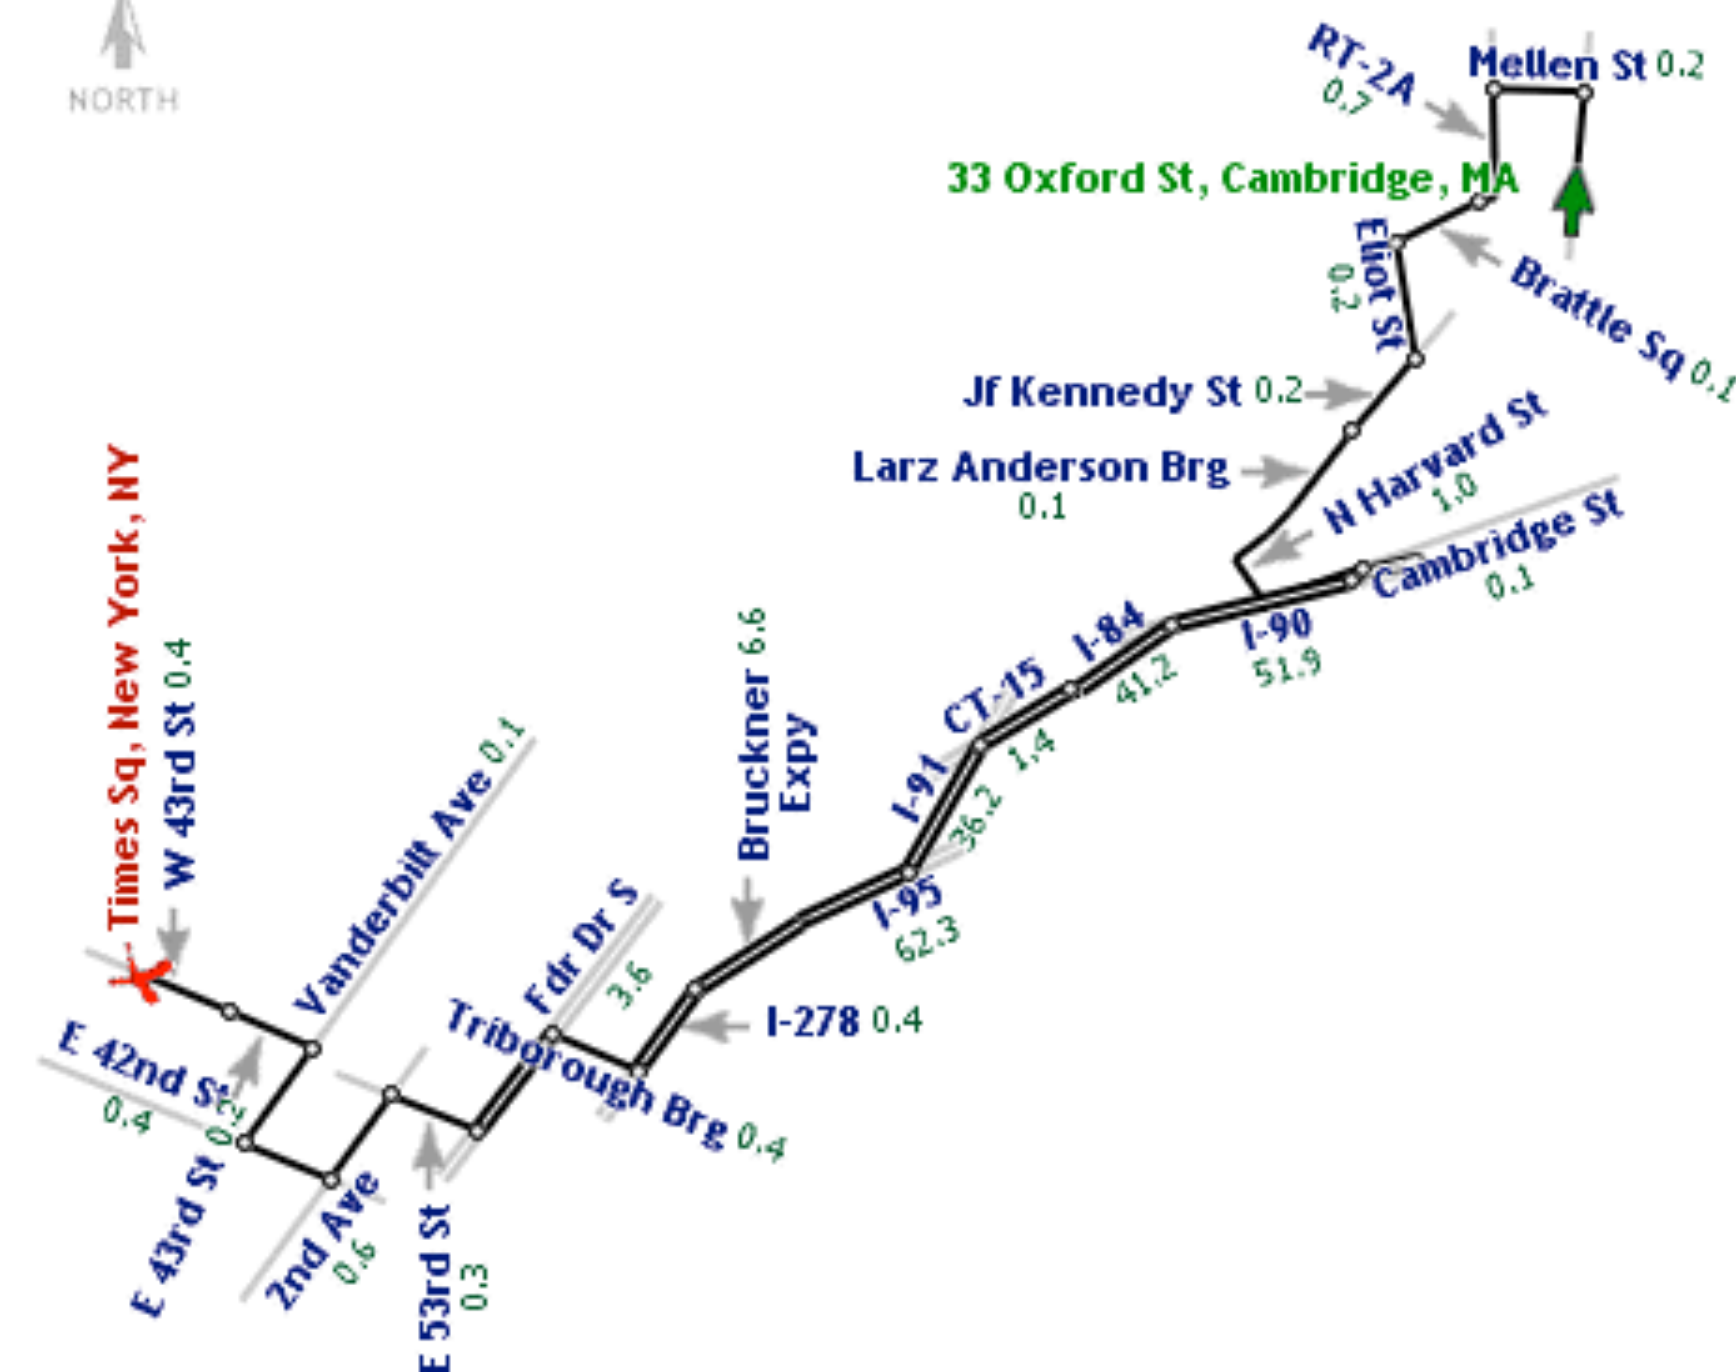 NORTH
RT-2A
0.7
Mellen St 0.2
33 Oxford St, Cambridge, MA
Eliot St
0.2
Brattle Sq 0.1
Jf Kennedy St 0.2
Larz Anderson Brg
0.1
N Harvard St
1.0
Cambridge St
0.1
I-90
51.9
I-84
41.2
CT-15
1.4
I-91
36.2
I-95
62.3
Bruckner 6.6
Expy
I-278 0.4
Triborough Brg 0.4
Fdr Dr S
3.6
E 53rd St
0.3
2nd Ave
0.6
E 42nd St
0.4
Vanderbilt Ave 0.1
E 43rd St 0.2
W 43rd St 0.4
Times Sq, New York, NY